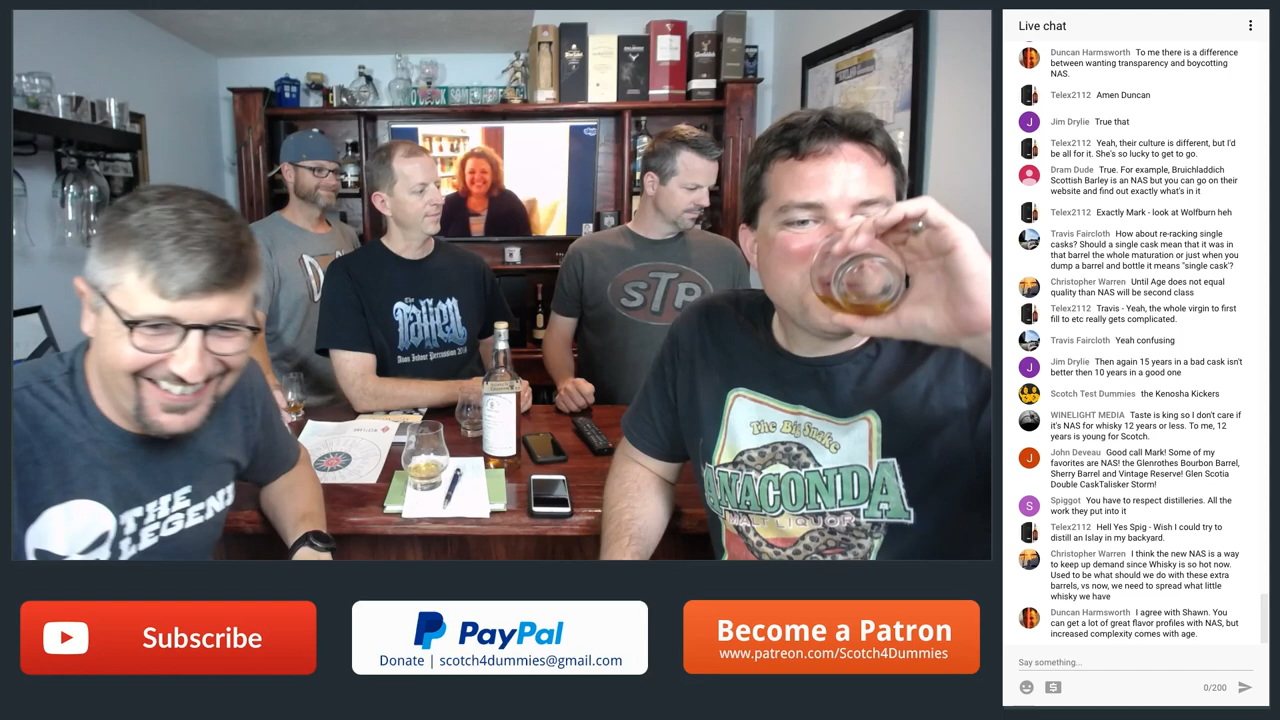 THE
LEGEND
STP
The Big Snake
ANACONDA
MALT LIQUOR
Subscribe
PayPal
Donate | scotch4dummies@gmail.com
Become a Patron
www.patreon.com/Scotch4Dummies
Live chat
Duncan Harmsworth To me there is a difference
between wanting transparency and boycotting
NAS.
Telex2112 Amen Duncan
J
Jim Drylie True that
Telex2112 Yeah, their culture is different, but I'd
be all for it. She's so lucky to get to go.
Dram Dude True. For example, Bruichladdich
Scottish Barley is an NAS but you can go on their
website and find out exactly what's in it
Telex2112 Exactly Mark - look at Wolfburn heh
Travis Faircloth How about re-racking single
casks? Should a single cask mean that it was in
that barrel the whole maturation or just when you
dump a barrel and bottle it means "single cask'?
Christopher Warren Until Age does not equal
quality than NAS will be second class
Telex2112 Travis - Yeah, the whole virgin to first
fill to etc really gets complicated.
Travis Faircloth Yeah confusing
J
Jim Drylie Then again 15 years in a bad cask isn't
better then 10 years in a good one
Scotch Test Dummies the Kenosha Kickers
WINELIGHT MEDIA Taste is king so I don't care if
it's NAS for whisky 12 years or less. To me, 12
years is young for Scotch.
J
John Deveau Good call Mark! Some of my
favorites are NAS! the Glenrothes Bourbon Barrel,
Sherry Barrel and Vintage Reserve! Glen Scotia
Double CaskTalisker Storm!
S
Spiggot You have to respect distilleries. All the
work they put into it
Telex2112 Hell Yes Spig - Wish I could try to
distill an Islay in my backyard.
Christopher Warren I think the new NAS is a way
to keep up demand since Whisky is so hot now.
Used to be what should we do with these extra
barrels, vs now, we need to spread what little
whisky we have
Duncan Harmsworth I agree with Shawn. You
can get a lot of great flavor profiles with NAS, but
increased complexity comes with age.
Say something...
0/200